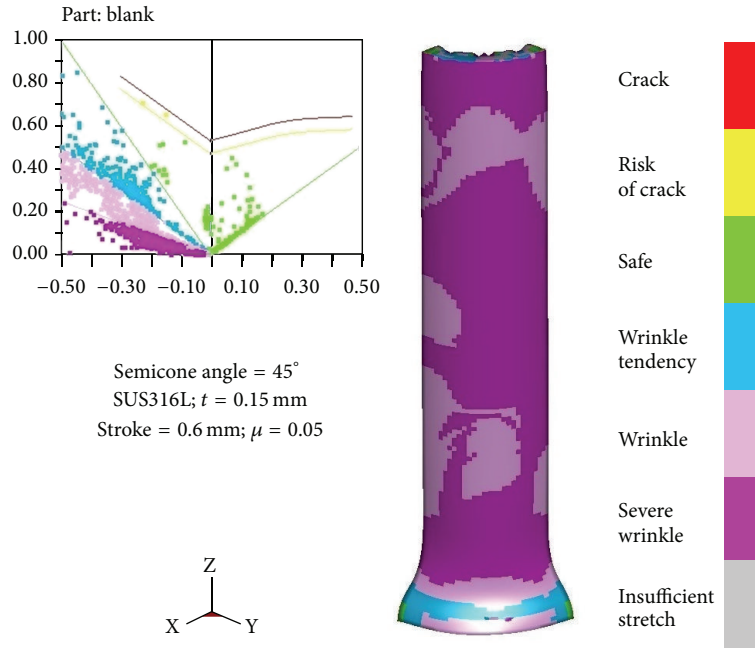 Part: blank
1.00
0.80
0.60
0.40
0.20
0.00
−0.50 −0.30 −0.10 0.10 0.30 0.50
Semicone angle = 45°
SUS316L; t = 0.15 mm
Stroke = 0.6 mm; μ = 0.05
Z
X Y
Crack
Risk
of crack
Safe
Wrinkle
tendency
Wrinkle
Severe
wrinkle
Insufficient
stretch